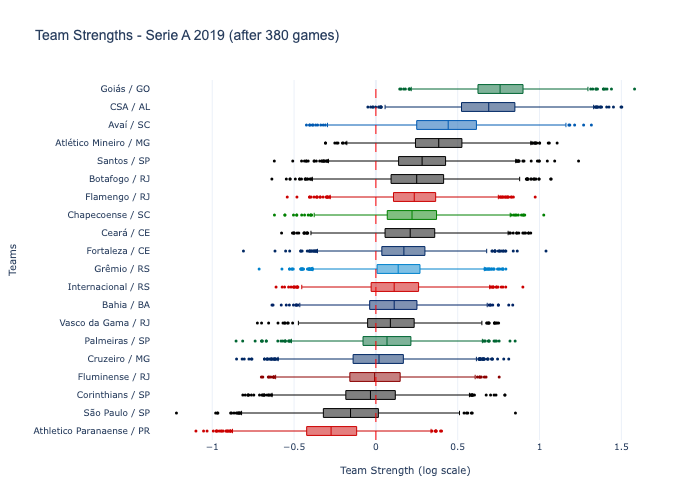 Team Strengths - Serie A 2019 (after 380 games)
Goiás / GO
CSA / AL
Avaí / SC
Atlético Mineiro / MG
Santos / SP
Botafogo / RJ
Flamengo / RJ
Chapecoense / SC
Ceará / CE
Fortaleza / CE
Grêmio / RS
Internacional / RS
Bahia / BA
Vasco da Gama / RJ
Palmeiras / SP
Cruzeiro / MG
Fluminense / RJ
Corinthians / SP
São Paulo / SP
Athletico Paranaense / PR
Teams
−1 −0.5 0 0.5 1 1.5
Team Strength (log scale)